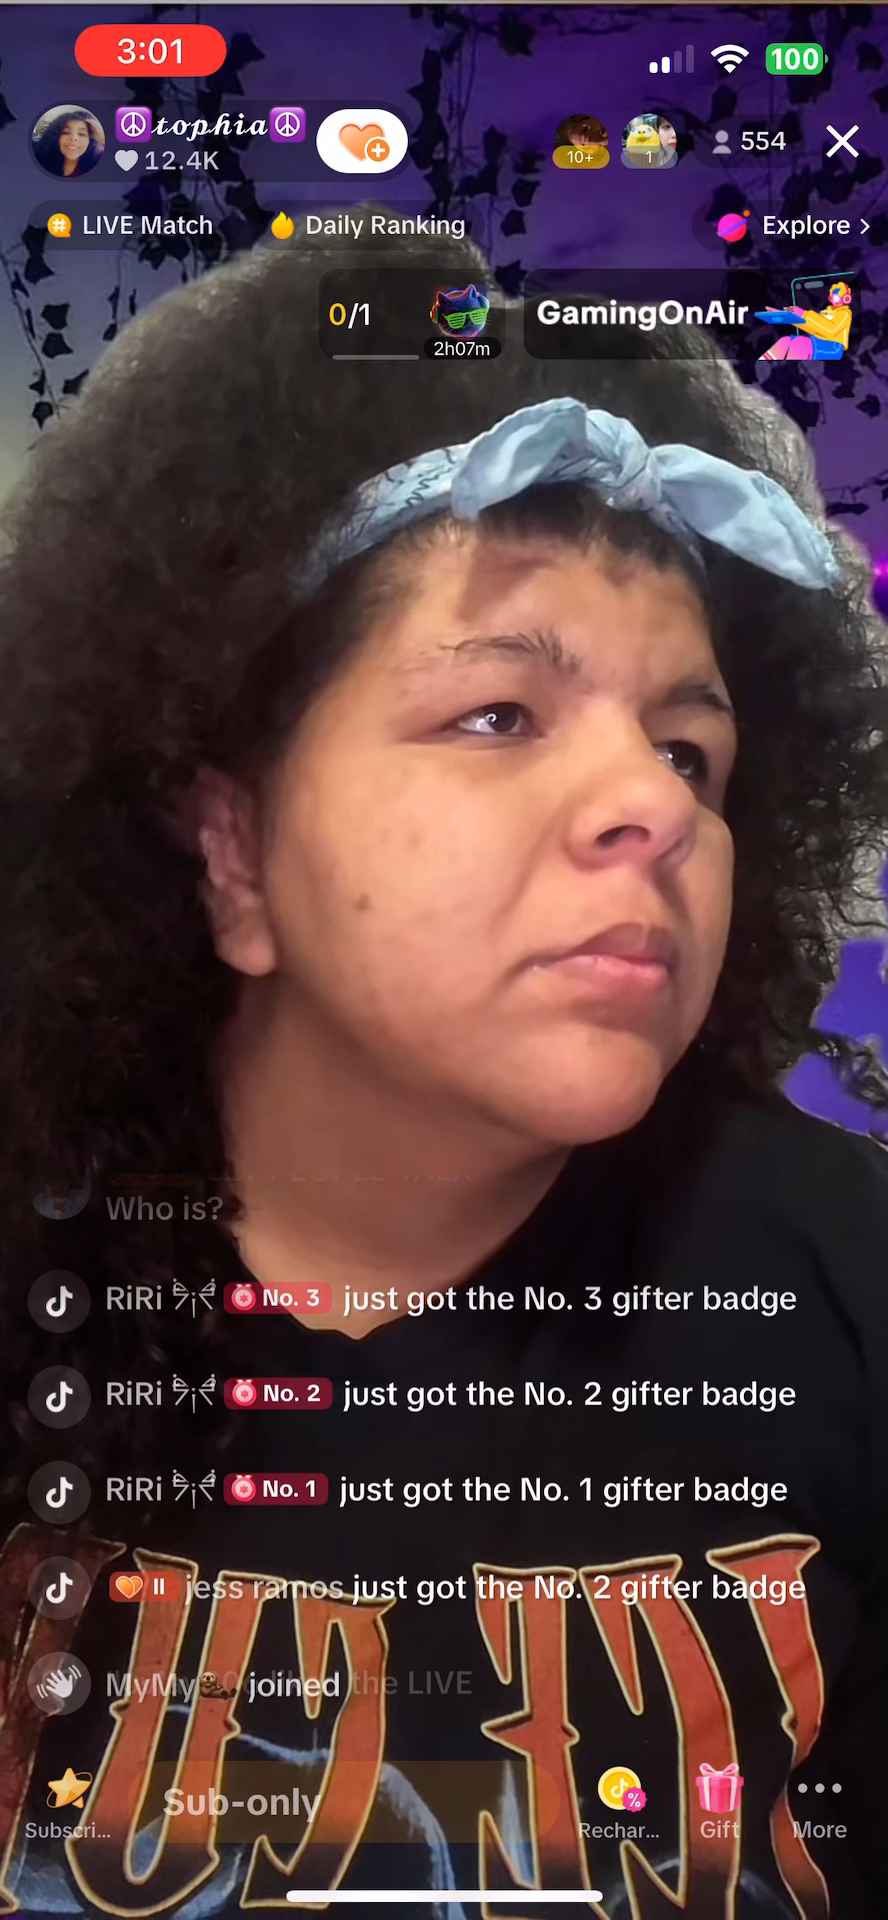 3:01
100
☮️𝓽𝓸𝓹𝓱𝓲𝓪☮️
12.4K
10+
1
554
LIVE Match
Daily Ranking
Explore >
0/1
2h07m
GamingOnAir
Who is?
RiRi No. 3 just got the No. 3 gifter badge
RiRi No. 2 just got the No. 2 gifter badge
RiRi No. 1 just got the No. 1 gifter badge
II jess ramos just got the No. 2 gifter badge
MyMy🦦 joined the LIVE
Sub-only
Subscri...
Rechar...
Gift
More